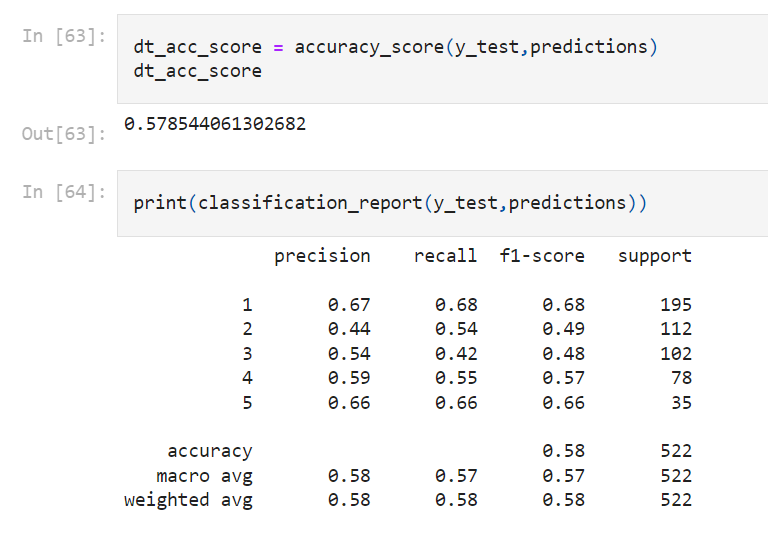 In [63]:
dt_acc_score = accuracy_score(y_test,predictions)
dt_acc_score
Out[63]: 0.578544061302682
In [64]:
print(classification_report(y_test,predictions))
precision recall f1-score support
1 0.67 0.68 0.68 195
2 0.44 0.54 0.49 112
3 0.54 0.42 0.48 102
4 0.59 0.55 0.57 78
5 0.66 0.66 0.66 35
accuracy 0.58 522
macro avg 0.58 0.57 0.57 522
weighted avg 0.58 0.58 0.58 522